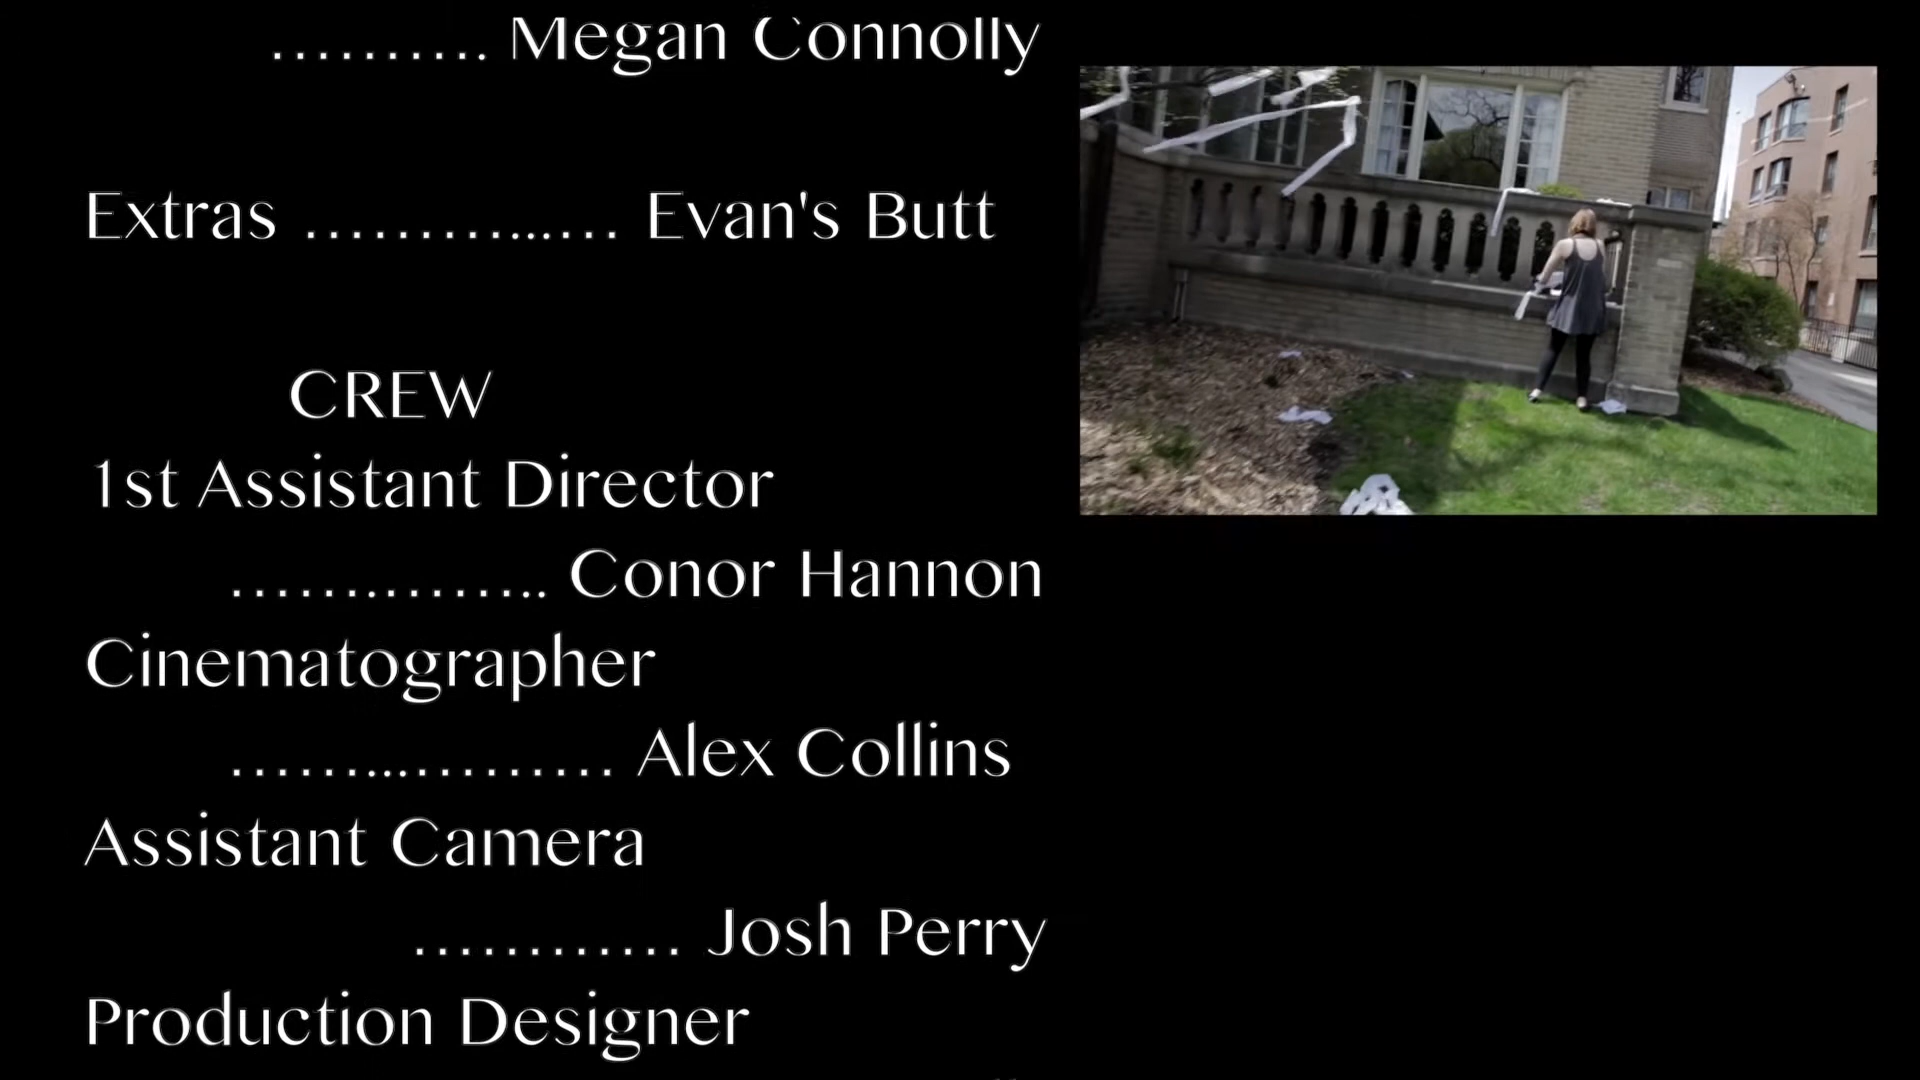 .......... Megan Connolly
Extras .................. Evan's Butt
CREW
1st Assistant Director
................ Conor Hannon
Cinematographer
.................. Alex Collins
Assistant Camera
............ Josh Perry
Production Designer